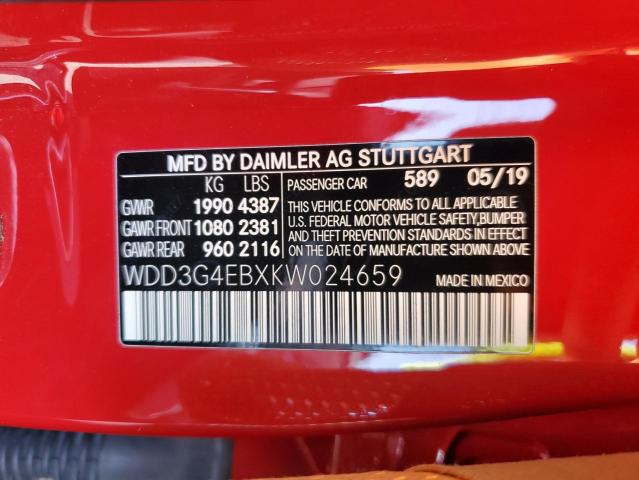 MFD BY DAIMLER AG STUTTGART
KG LBS
GVWR 1990 4387
GAWR FRONT 1080 2381
GAWR REAR 960 2116
PASSENGER CAR 589 05/19
THIS VEHICLE CONFORMS TO ALL APPLICABLE
U.S. FEDERAL MOTOR VEHICLE SAFETY,BUMPER
AND THEFT PREVENTION STANDARDS IN EFFECT
ON THE DATE OF MANUFACTURE SHOWN ABOVE.
WDD3G4EBXKW024659
MADE IN MEXICO